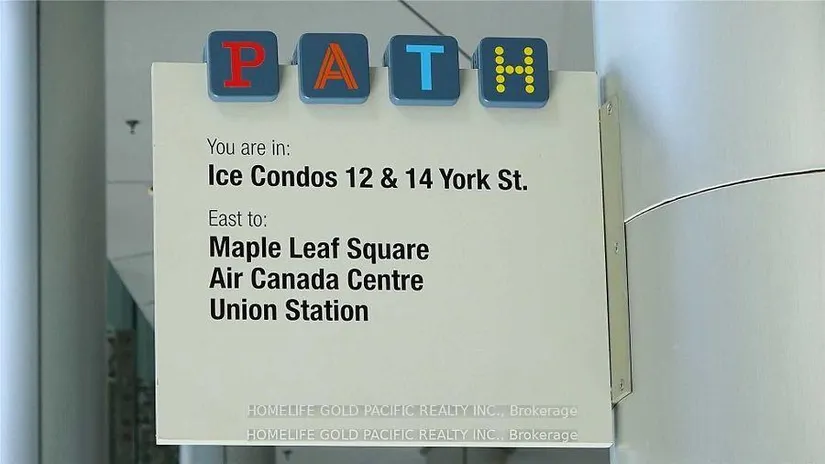 PATH
You are in:
Ice Condos 12 & 14 York St.
East to:
Maple Leaf Square
Air Canada Centre
Union Station
HOMELIFE GOLD PACIFIC REALTY INC., Brokerage
HOMELIFE GOLD PACIFIC REALTY INC., Brokerage